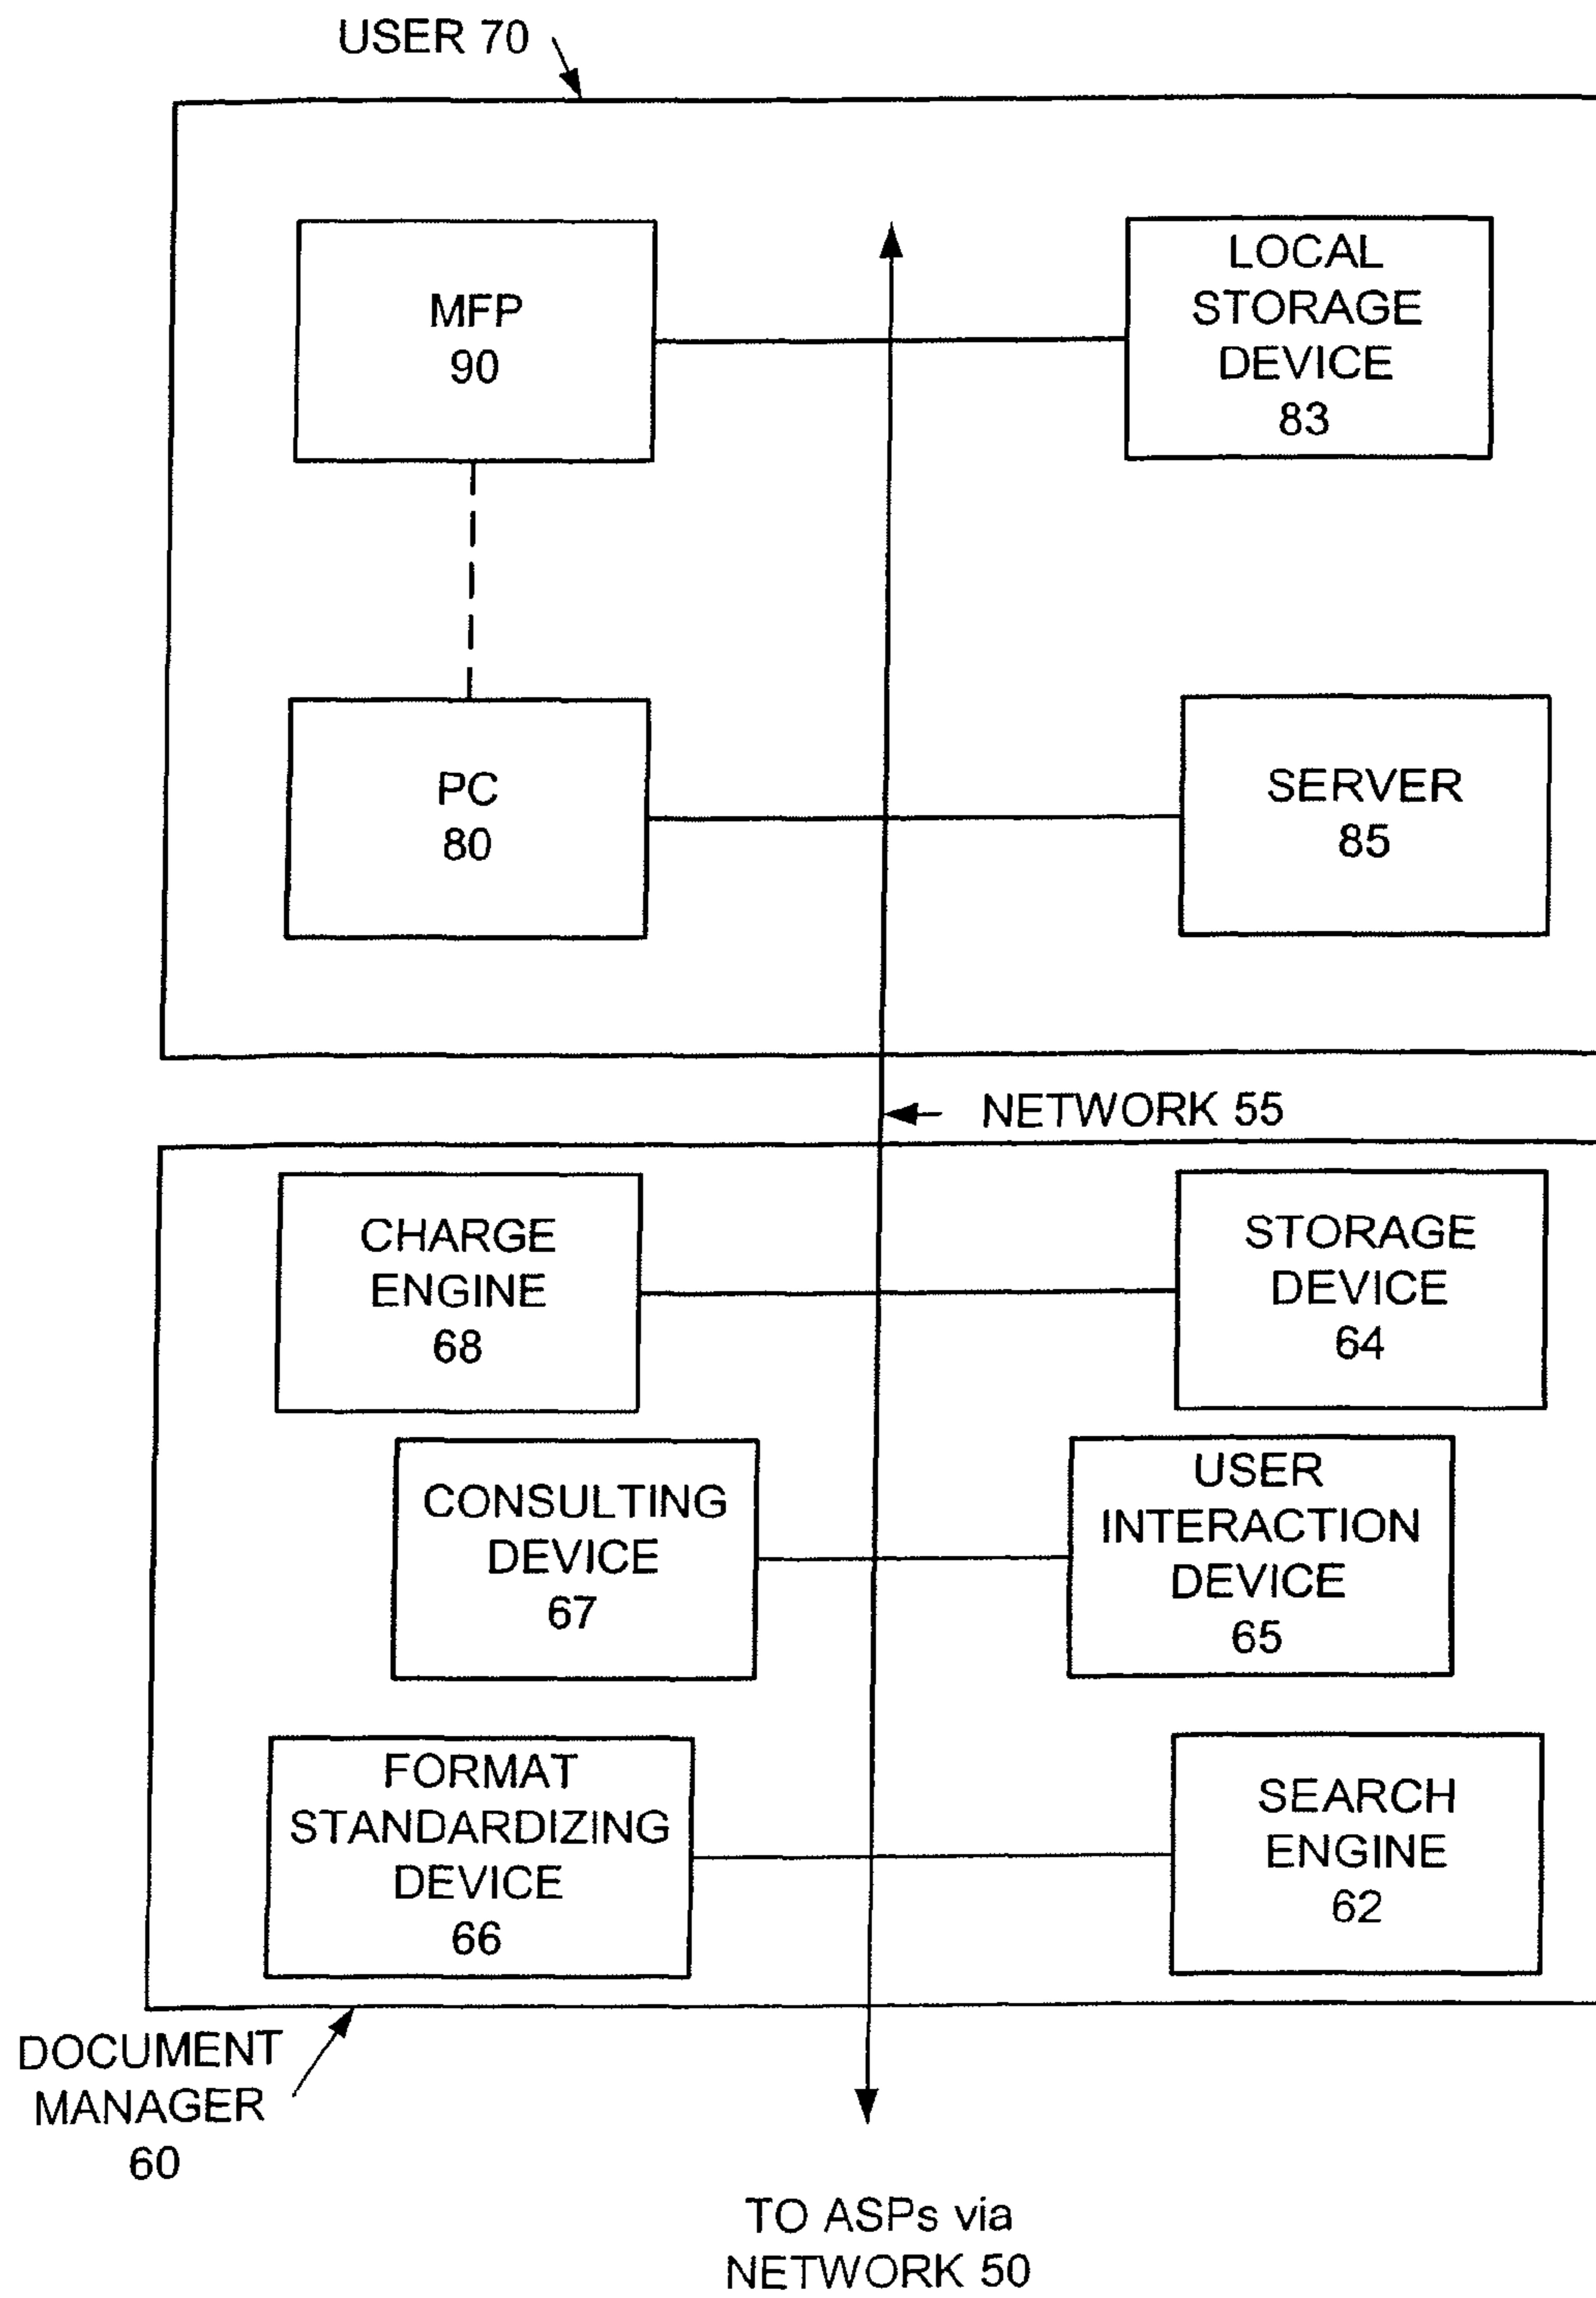 USER 70
MFP
90
LOCAL
STORAGE
DEVICE
83
PC
80
SERVER
85
NETWORK 55
CHARGE
ENGINE
68
STORAGE
DEVICE
64
CONSULTING
DEVICE
67
USER
INTERACTION
DEVICE
65
FORMAT
STANDARDIZING
DEVICE
66
SEARCH
ENGINE
62
DOCUMENT
MANAGER
60
TO ASPs via
NETWORK 50